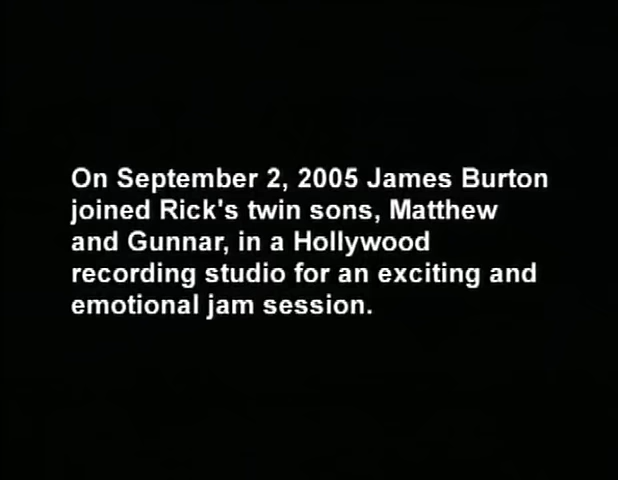 On September 2, 2005 James Burton
joined Rick's twin sons, Matthew
and Gunnar, in a Hollywood
recording studio for an exciting and
emotional jam session.